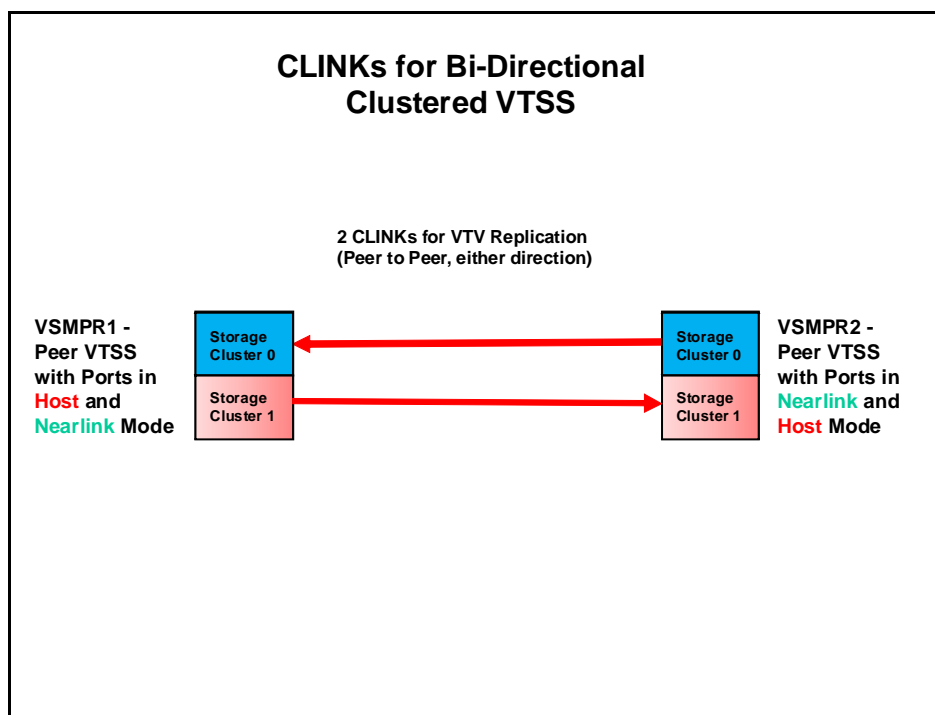 CLINKs for Bi-Directional
Clustered VTSS
2 CLINKs for VTV Replication
(Peer to Peer, either direction)
VSMPR1 -
Peer VTSS
with Ports in
Host and
Nearlink Mode
Storage
Cluster 0
Storage
Cluster 1
Storage
Cluster 0
Storage
Cluster 1
VSMPR2 -
Peer VTSS
with Ports in
Nearlink and
Host Mode